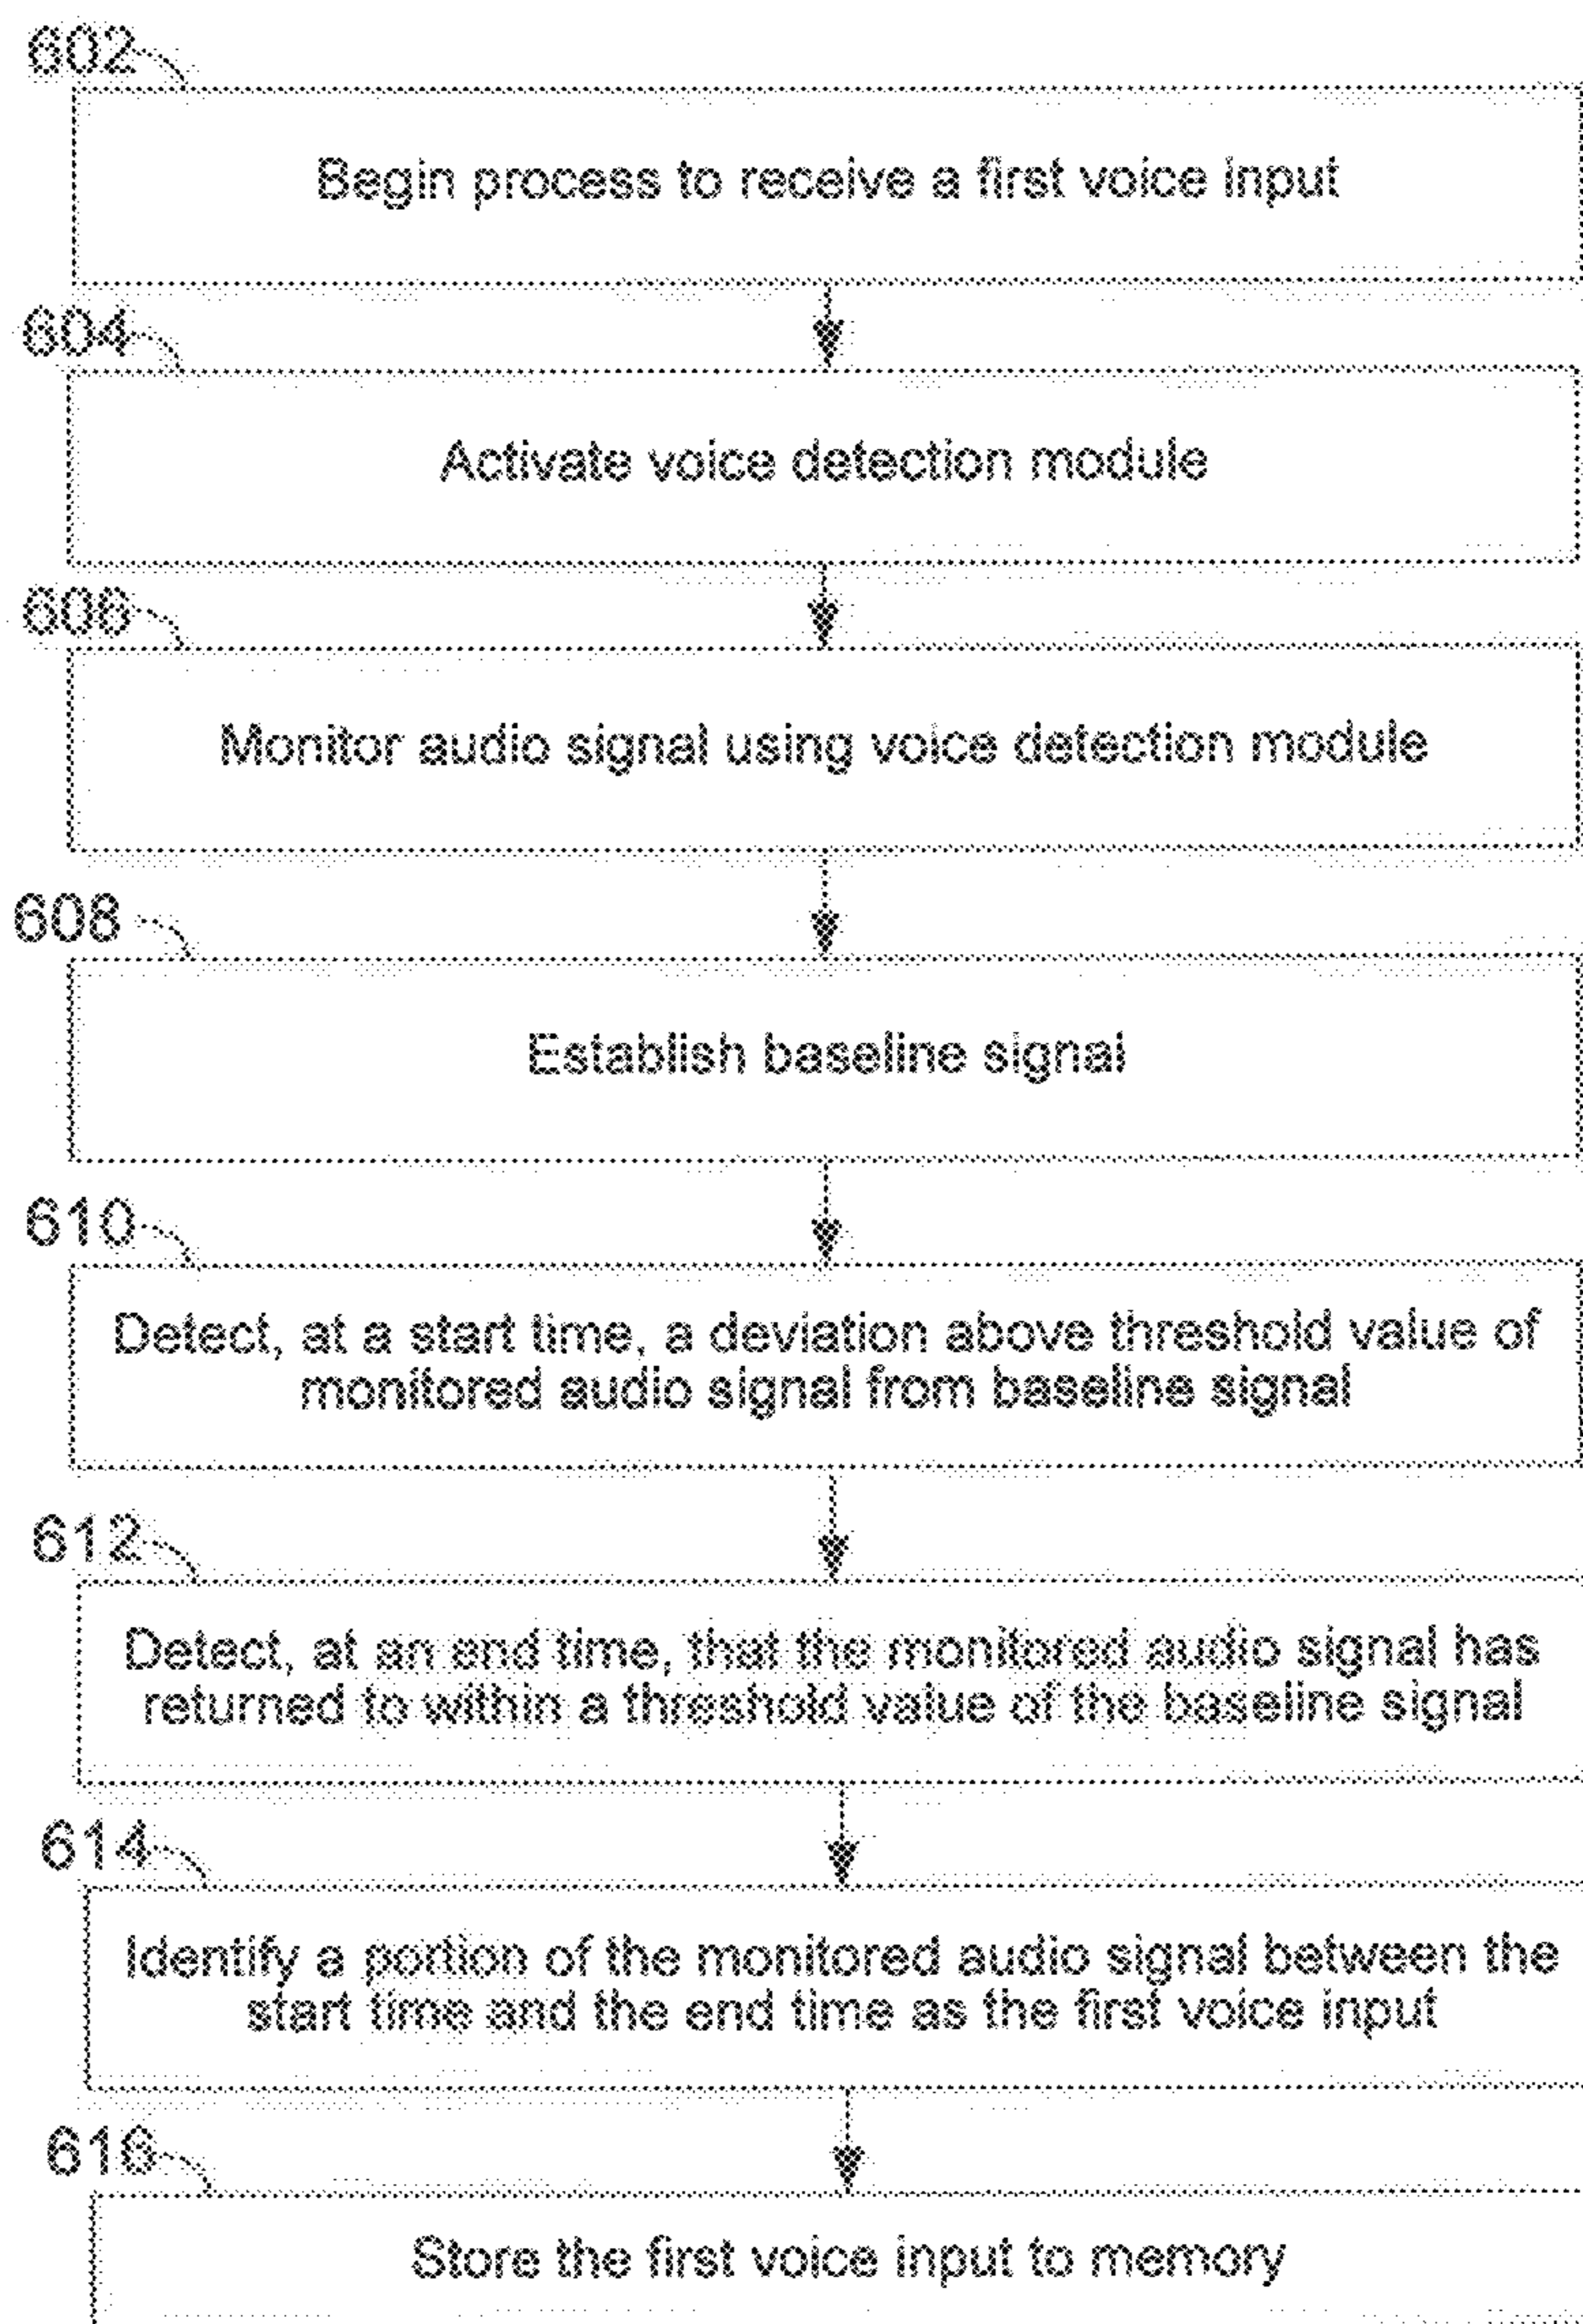 602
Begin process to receive a first voice input
604
Activate voice detection module
606
Monitor audio signal using voice detection module
608
Establish baseline signal
610
Detect, at a start time, a deviation above threshold value of
monitored audio signal from baseline signal
612
Detect, at an end time, that the monitored audio signal has
returned to within a threshold value of the baseline signal
614
Identify a portion of the monitored audio signal between the
start time and the end time as the first voice input
616
Store the first voice input to memory